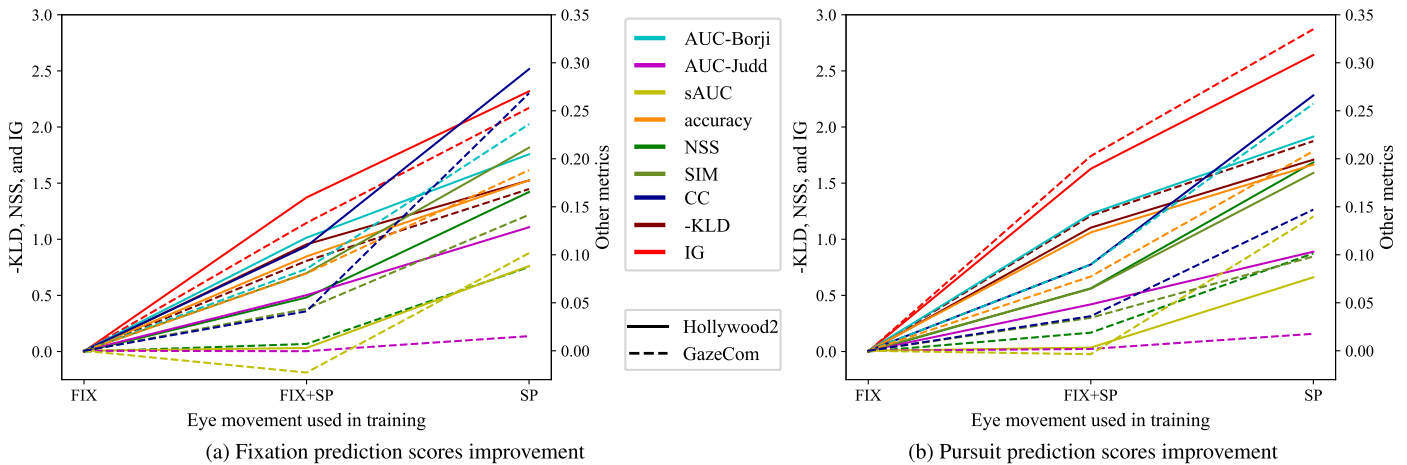 3.0
2.5
2.0
1.5
1.0
0.5
0.0
-KLD, NSS, and IG
0.35
0.30
0.25
0.20
0.15
0.10
0.05
0.00
Other metrics
FIX
FIX+SP
SP
Eye movement used in training
(a) Fixation prediction scores improvement
AUC-Borji
AUC-Judd
sAUC
accuracy
NSS
SIM
CC
-KLD
IG
Hollywood2
GazeCom
3.0
2.5
2.0
1.5
1.0
0.5
0.0
-KLD, NSS, and IG
0.35
0.30
0.25
0.20
0.15
0.10
0.05
0.00
Other metrics
FIX
FIX+SP
SP
Eye movement used in training
(b) Pursuit prediction scores improvement